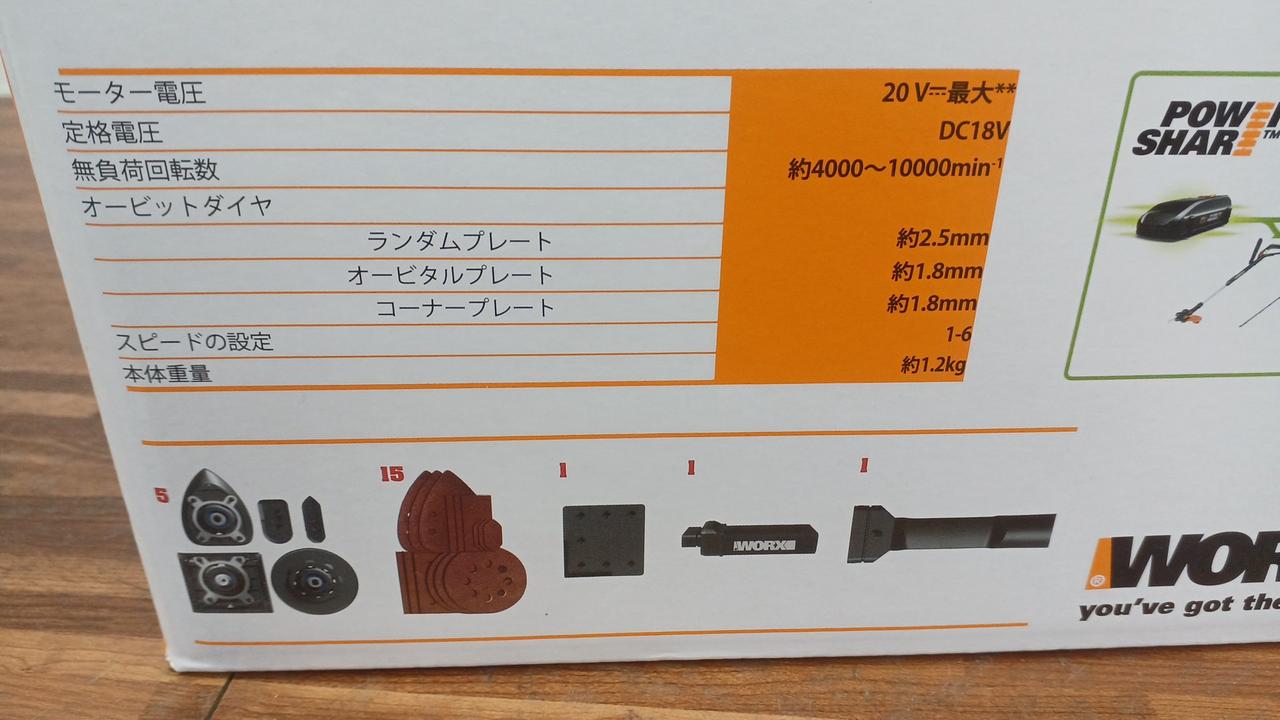 モーター電圧 20 V⎓最大**
定格電圧 DC18V
無負荷回転数 約4000～10000min⁻¹
オービットダイヤ
ランダムプレート 約2.5mm
オービタルプレート 約1.8mm
コーナープレート 約1.8mm
スピードの設定 1-6
本体重量 約1.2kg
POWER
SHARE TM
5
15
1
1
1
WORX
® WOR
you've got the